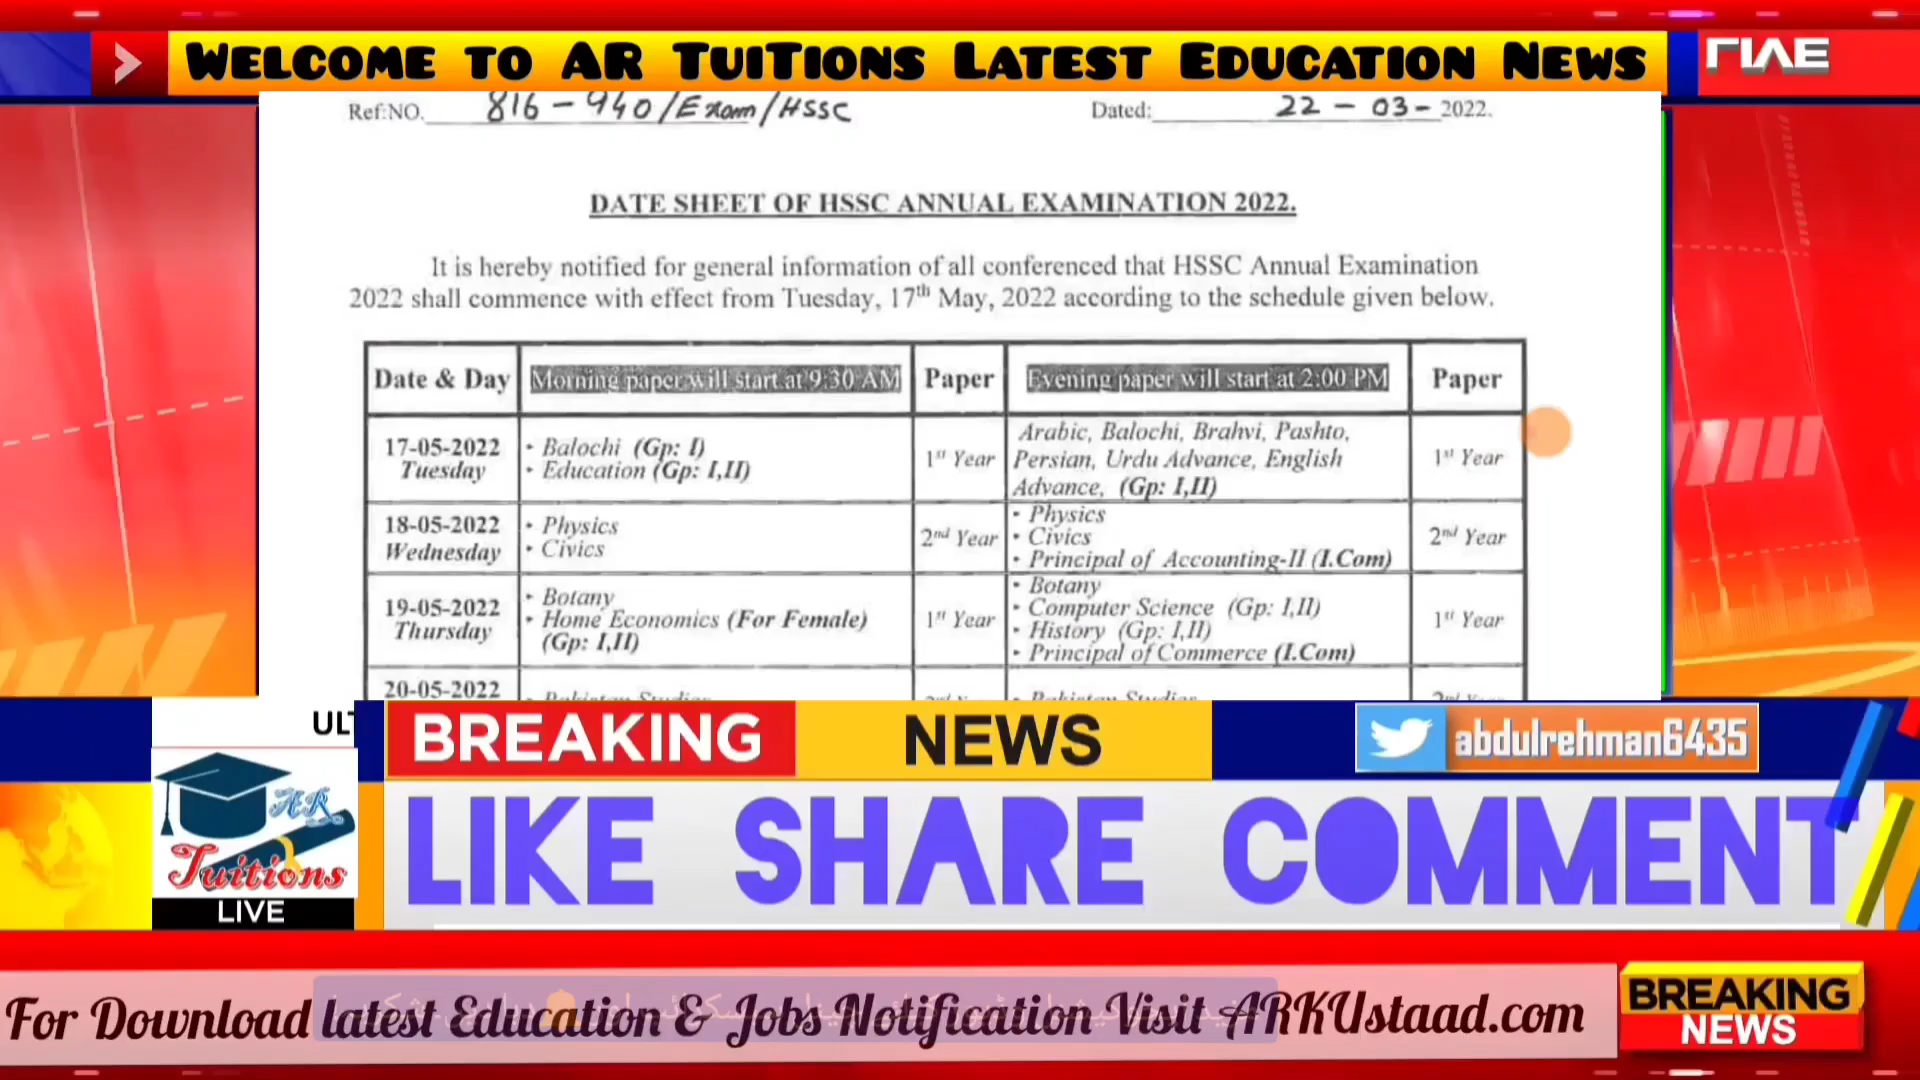 WELCOME TO AR TUITIONS LATEST EDUCATION NEWS
LIVE
Ref:NO. 816-940/Exam/HSSC Dated: 22-03-2022.
DATE SHEET OF HSSC ANNUAL EXAMINATION 2022.
It is hereby notified for general information of all conferenced that HSSC Annual Examination
2022 shall commence with effect from Tuesday, 17th May, 2022 according to the schedule given below.
Date & Day Morning paper will start at 9:30 AM Paper Evening paper will start at 2:00 PM Paper
17-05-2022
Tuesday
• Balochi (Gp: I)
• Education (Gp: I,II)
1st Year
Arabic, Balochi, Brahvi, Pashto,
Persian, Urdu Advance, English
Advance, (Gp: I,II)
1st Year
18-05-2022
Wednesday
• Physics
• Civics
2nd Year
• Physics
• Civics
• Principal of Accounting-II (I.Com)
2nd Year
19-05-2022
Thursday
• Botany
• Home Economics (For Female)
(Gp: I,II)
1st Year
• Botany
• Computer Science (Gp: I,II)
• History (Gp: I,II)
• Principal of Commerce (I.Com)
1st Year
20-05-2022
• Pakistan Studies
• Pakistan Studies
BREAKING NEWS
abdulrehman6435
AR
Tuitions
LIVE
LIKE SHARE COMMENT
For Download latest Education & Jobs Notification Visit ARKUstaad.com
BREAKING
NEWS